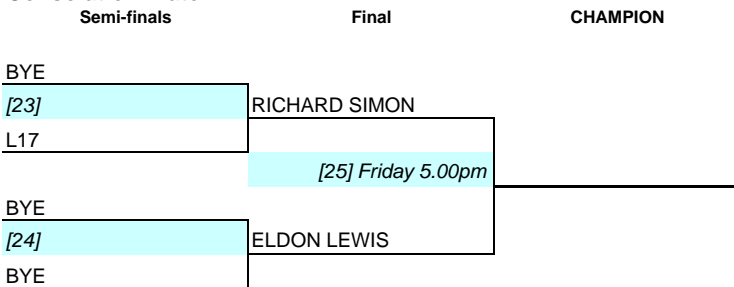 Semi-finals Final CHAMPION
BYE
[23] RICHARD SIMON
L17
[25] Friday 5.00pm
BYE
[24] ELDON LEWIS
BYE